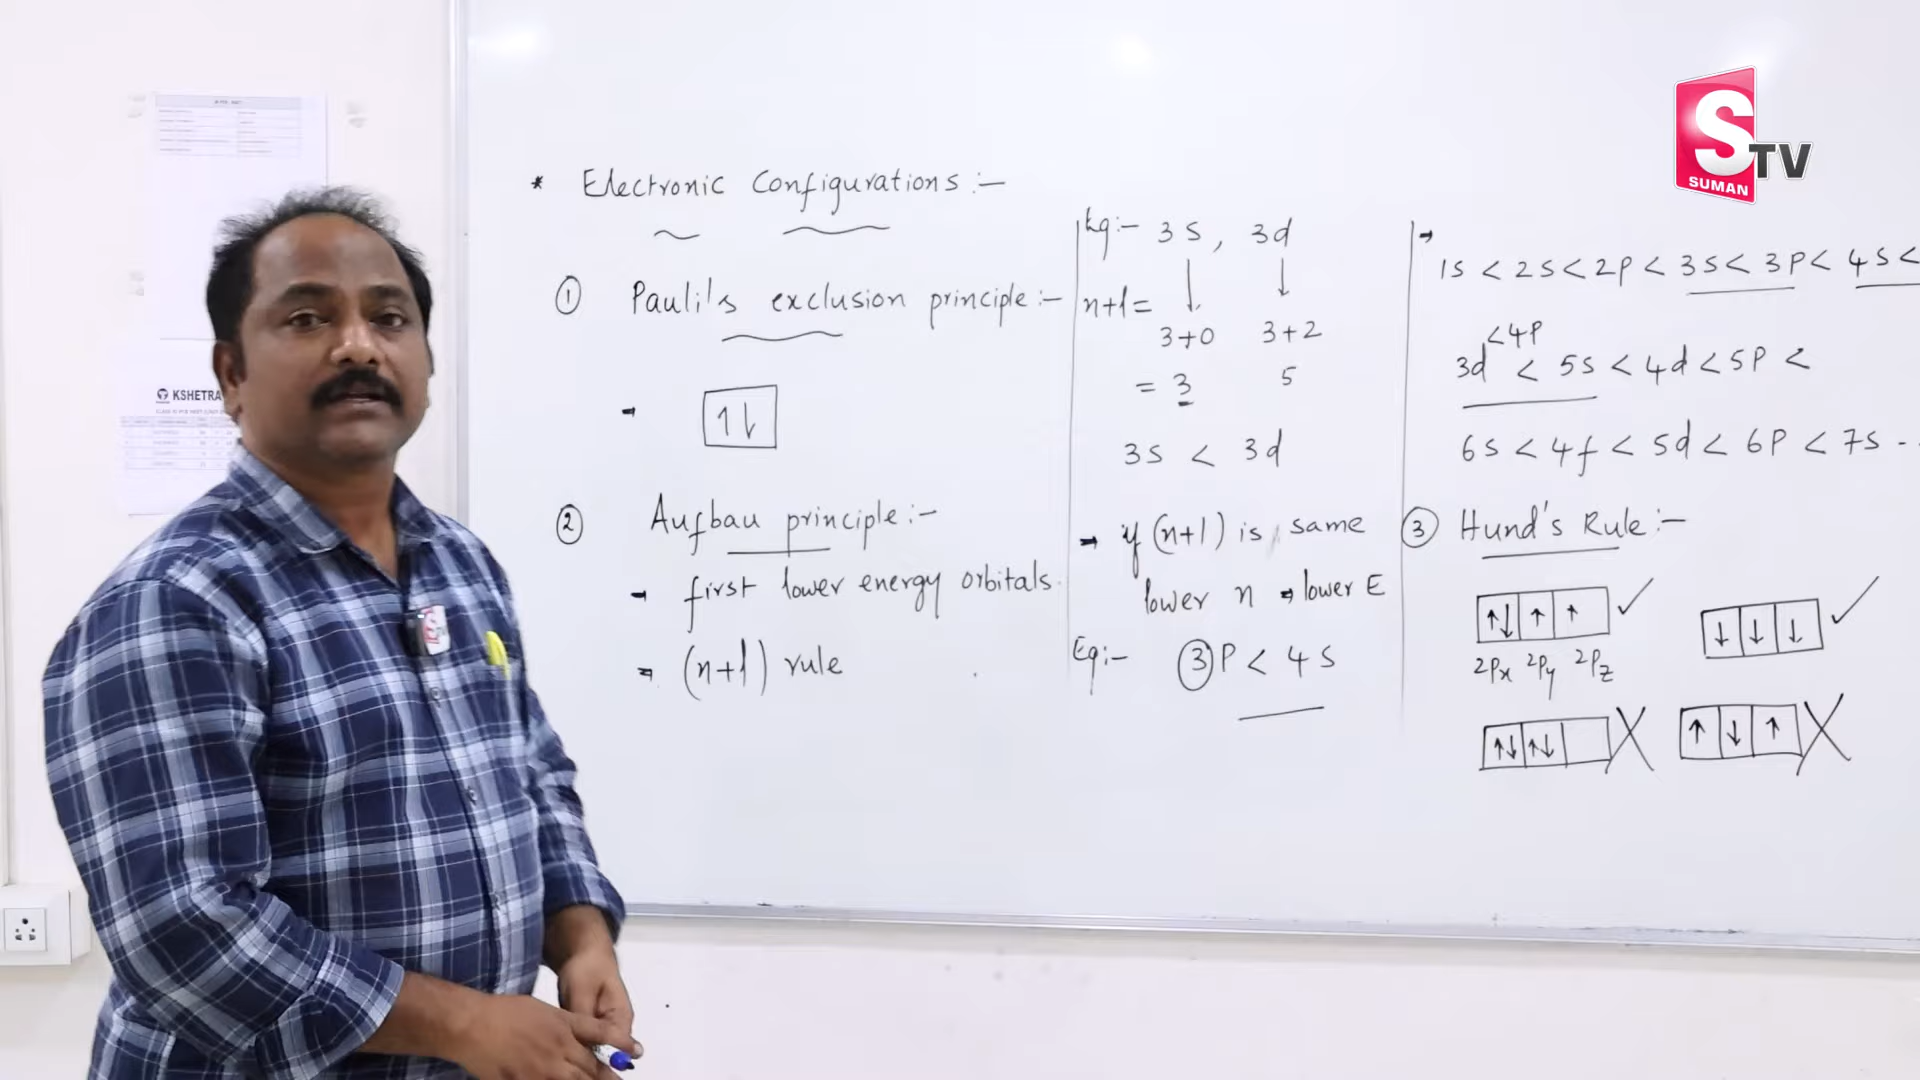 S TV
SUMAN
* Electronic Configurations :-
① Pauli's exclusion principle :-
↑↓
② Aufbau principle :-
→ first lower energy orbitals.
→ (n+l) rule
Eg:- 3s, 3d
n+l =
3+0 3+2
= 3 5
3s < 3d
→ if (n+l) is same
lower n → lower E
Eg:- ③P < 4s
→ 1s < 2s < 2p < 3s < 3p < 4s <
<4p
3d < 5s < 4d < 5p <
6s < 4f < 5d < 6p < 7s - -
③ Hund's Rule :-
↑↓ ↑ ↑ ✓ ↓ ↓ ↓ ✓
2Px 2Py 2Pz
↑↓ ↑↓ X ↑ ↓ ↑ X
KSHETRA